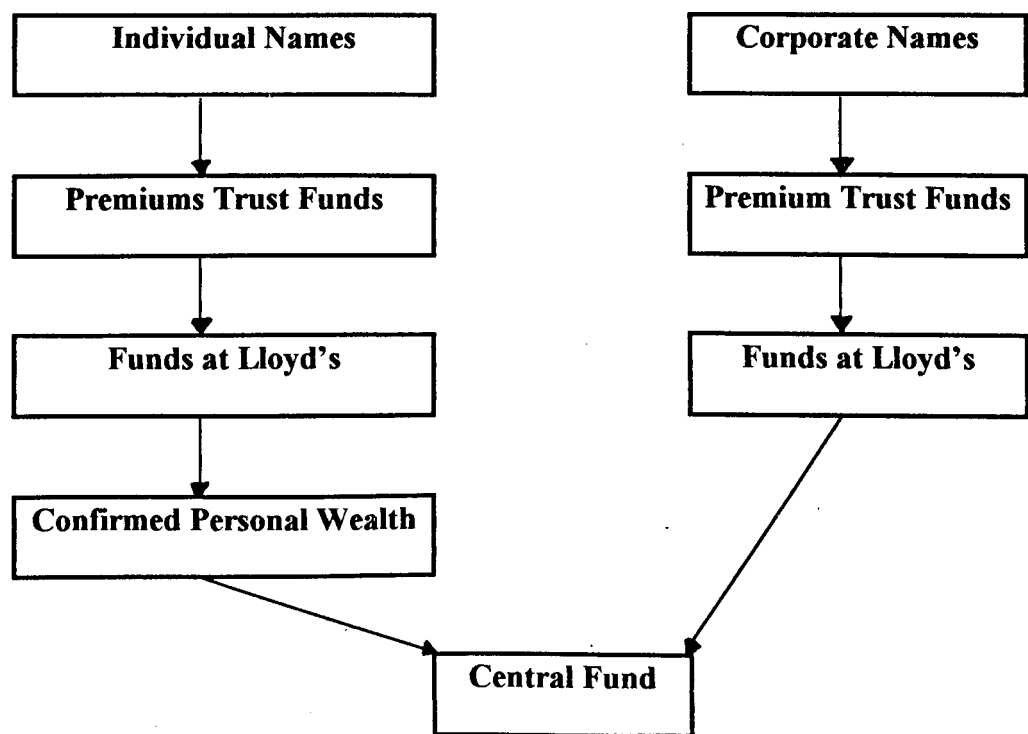 Individual Names
Corporate Names
Premiums Trust Funds
Premium Trust Funds
Funds at Lloyd's
Funds at Lloyd's
Confirmed Personal Wealth
Central Fund